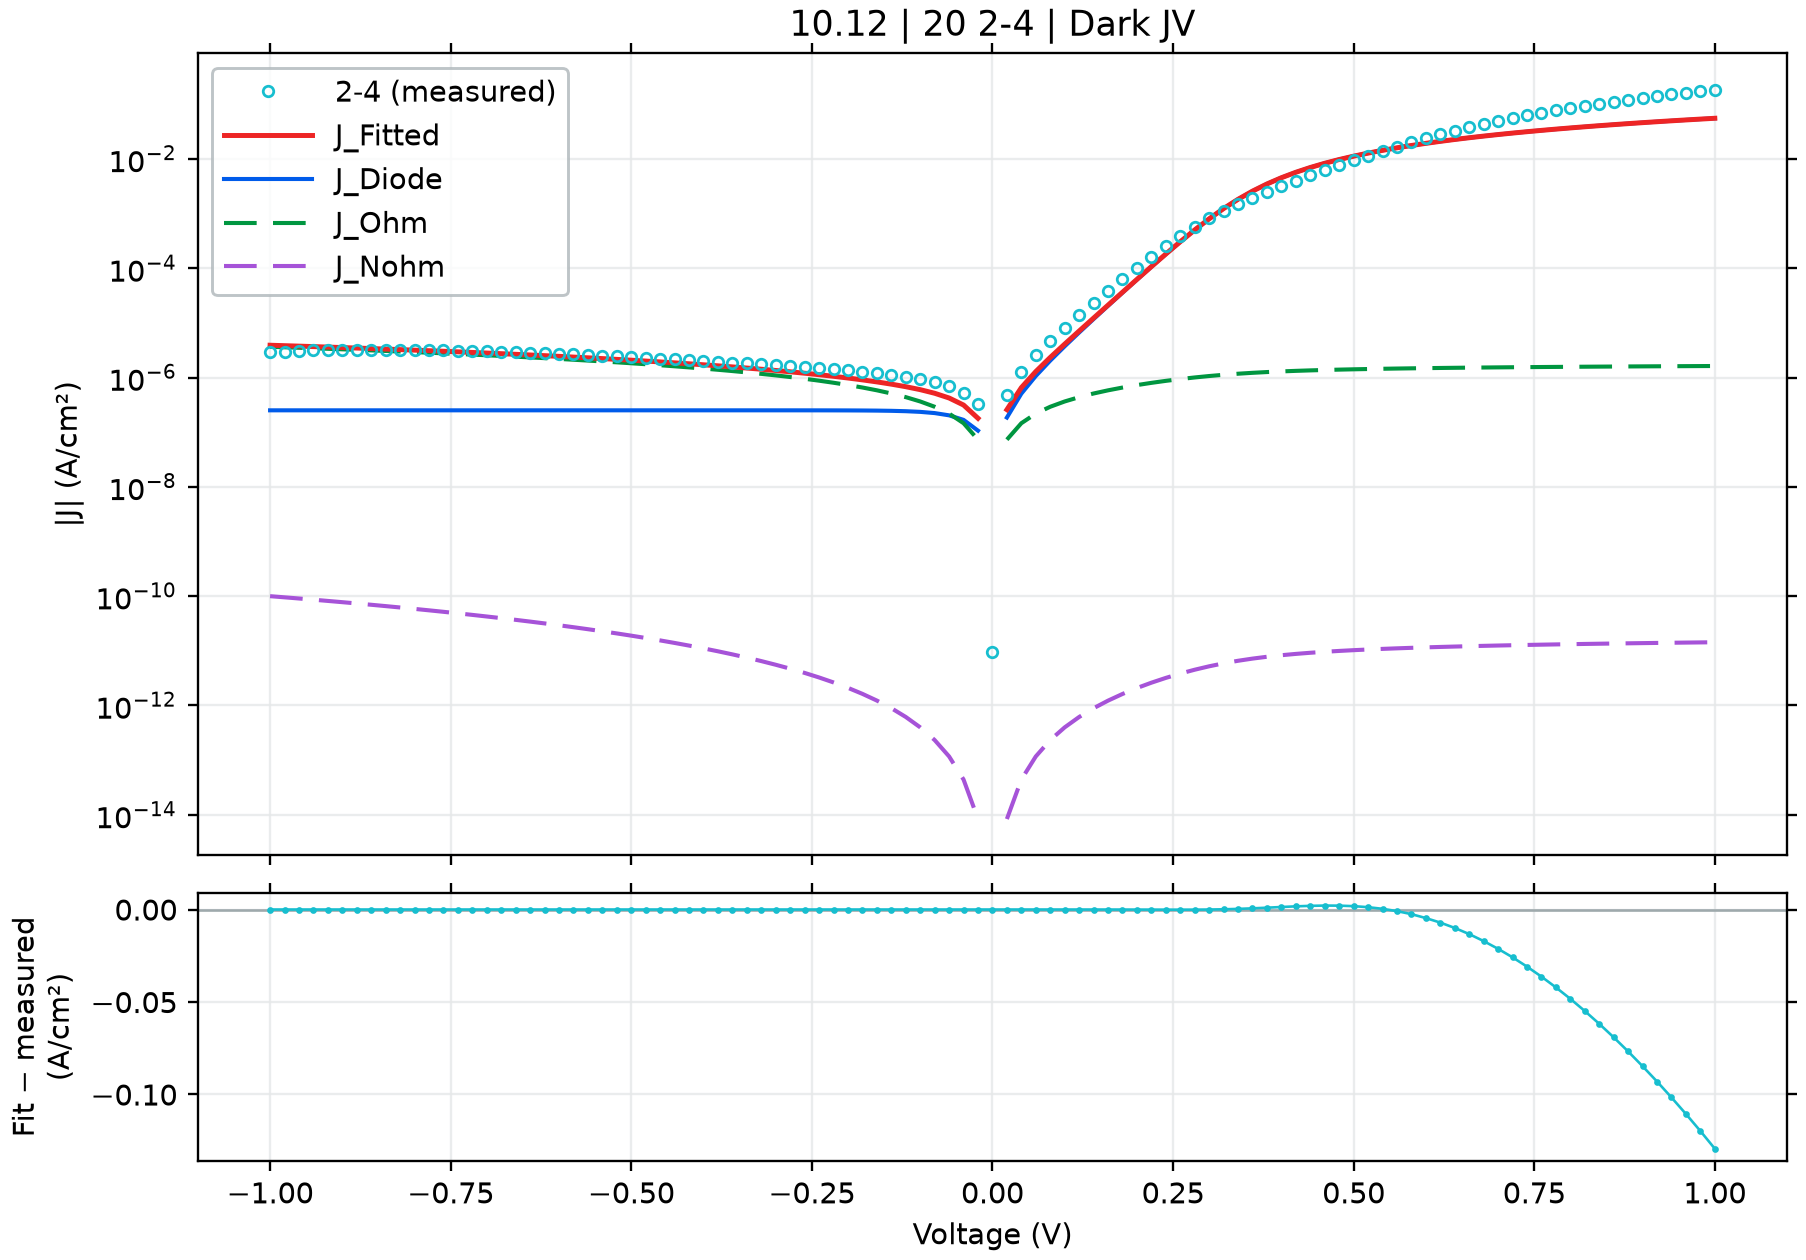 10.12 | 20 2-4 | Dark JV
2-4 (measured)
J_Fitted
J_Diode
J_Ohm
J_Nohm
|J| (A/cm²)
10⁻²
10⁻⁴
10⁻⁶
10⁻⁸
10⁻¹⁰
10⁻¹²
10⁻¹⁴
Fit − measured
(A/cm²)
0.00
−0.05
−0.10
−1.00 −0.75 −0.50 −0.25 0.00 0.25 0.50 0.75 1.00
Voltage (V)